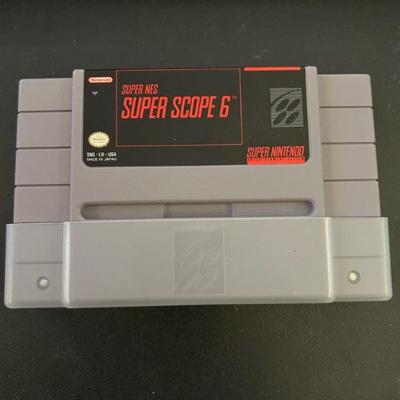 Nintendo
SUPER NES
SUPER SCOPE 6™
SNS - LR - USA
MADE IN JAPAN
SUPER NINTENDO